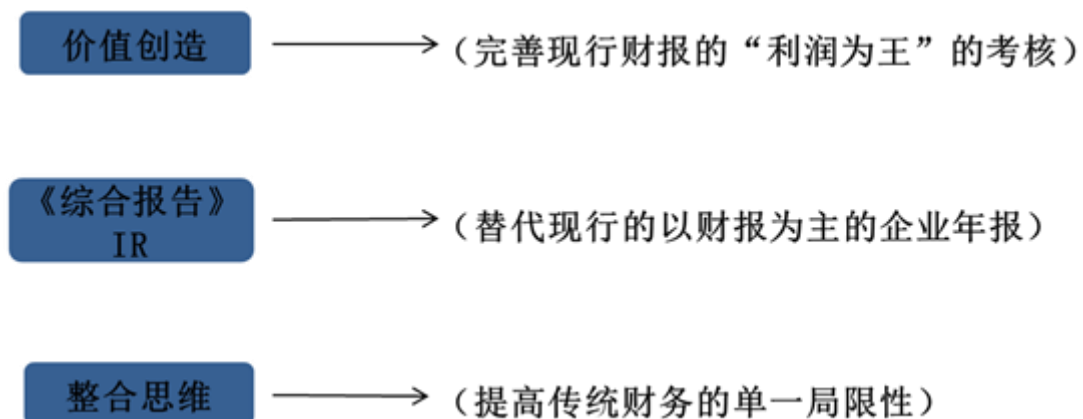 价值创造
（完善现行财报的“利润为王”的考核）
《综合报告》
IR
（替代现行的以财报为主的企业年报）
整合思维
（提高传统财务的单一局限性）